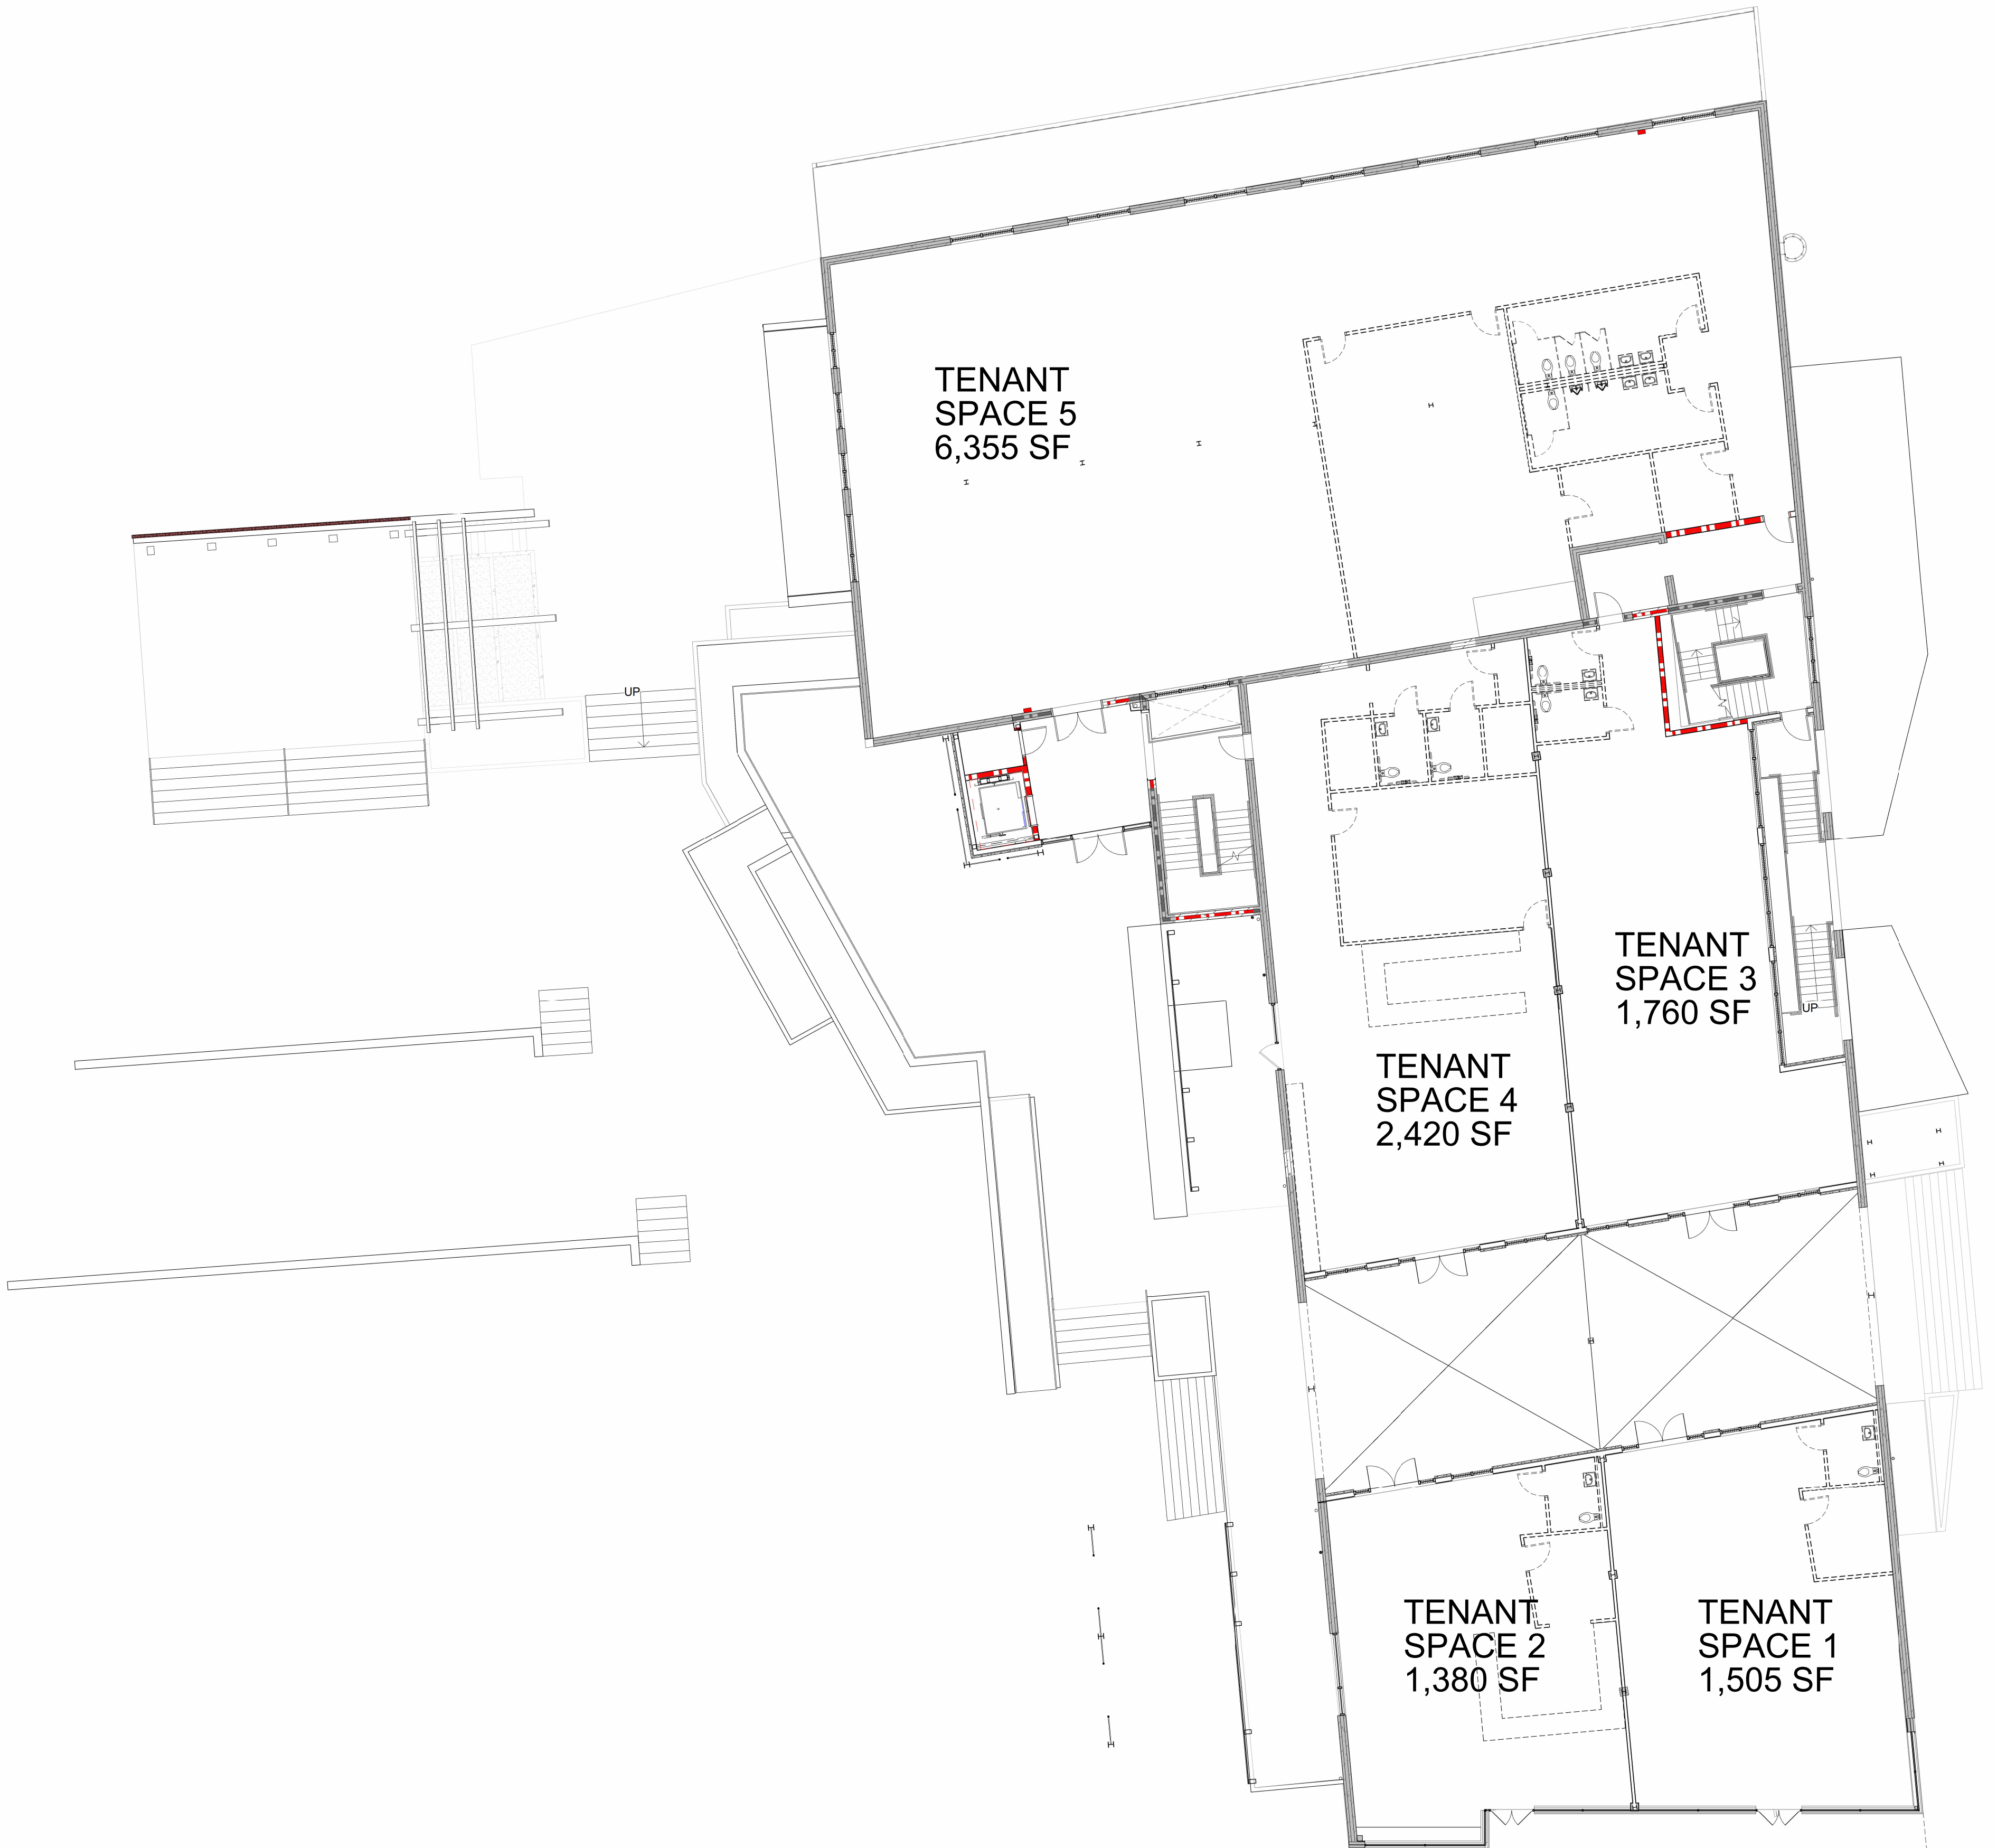 TENANT
SPACE 5
6,355 SF
UP
TENANT
SPACE 3
1,760 SF
UP
TENANT
SPACE 4
2,420 SF
TENANT
SPACE 2
1,380 SF
TENANT
SPACE 1
1,505 SF